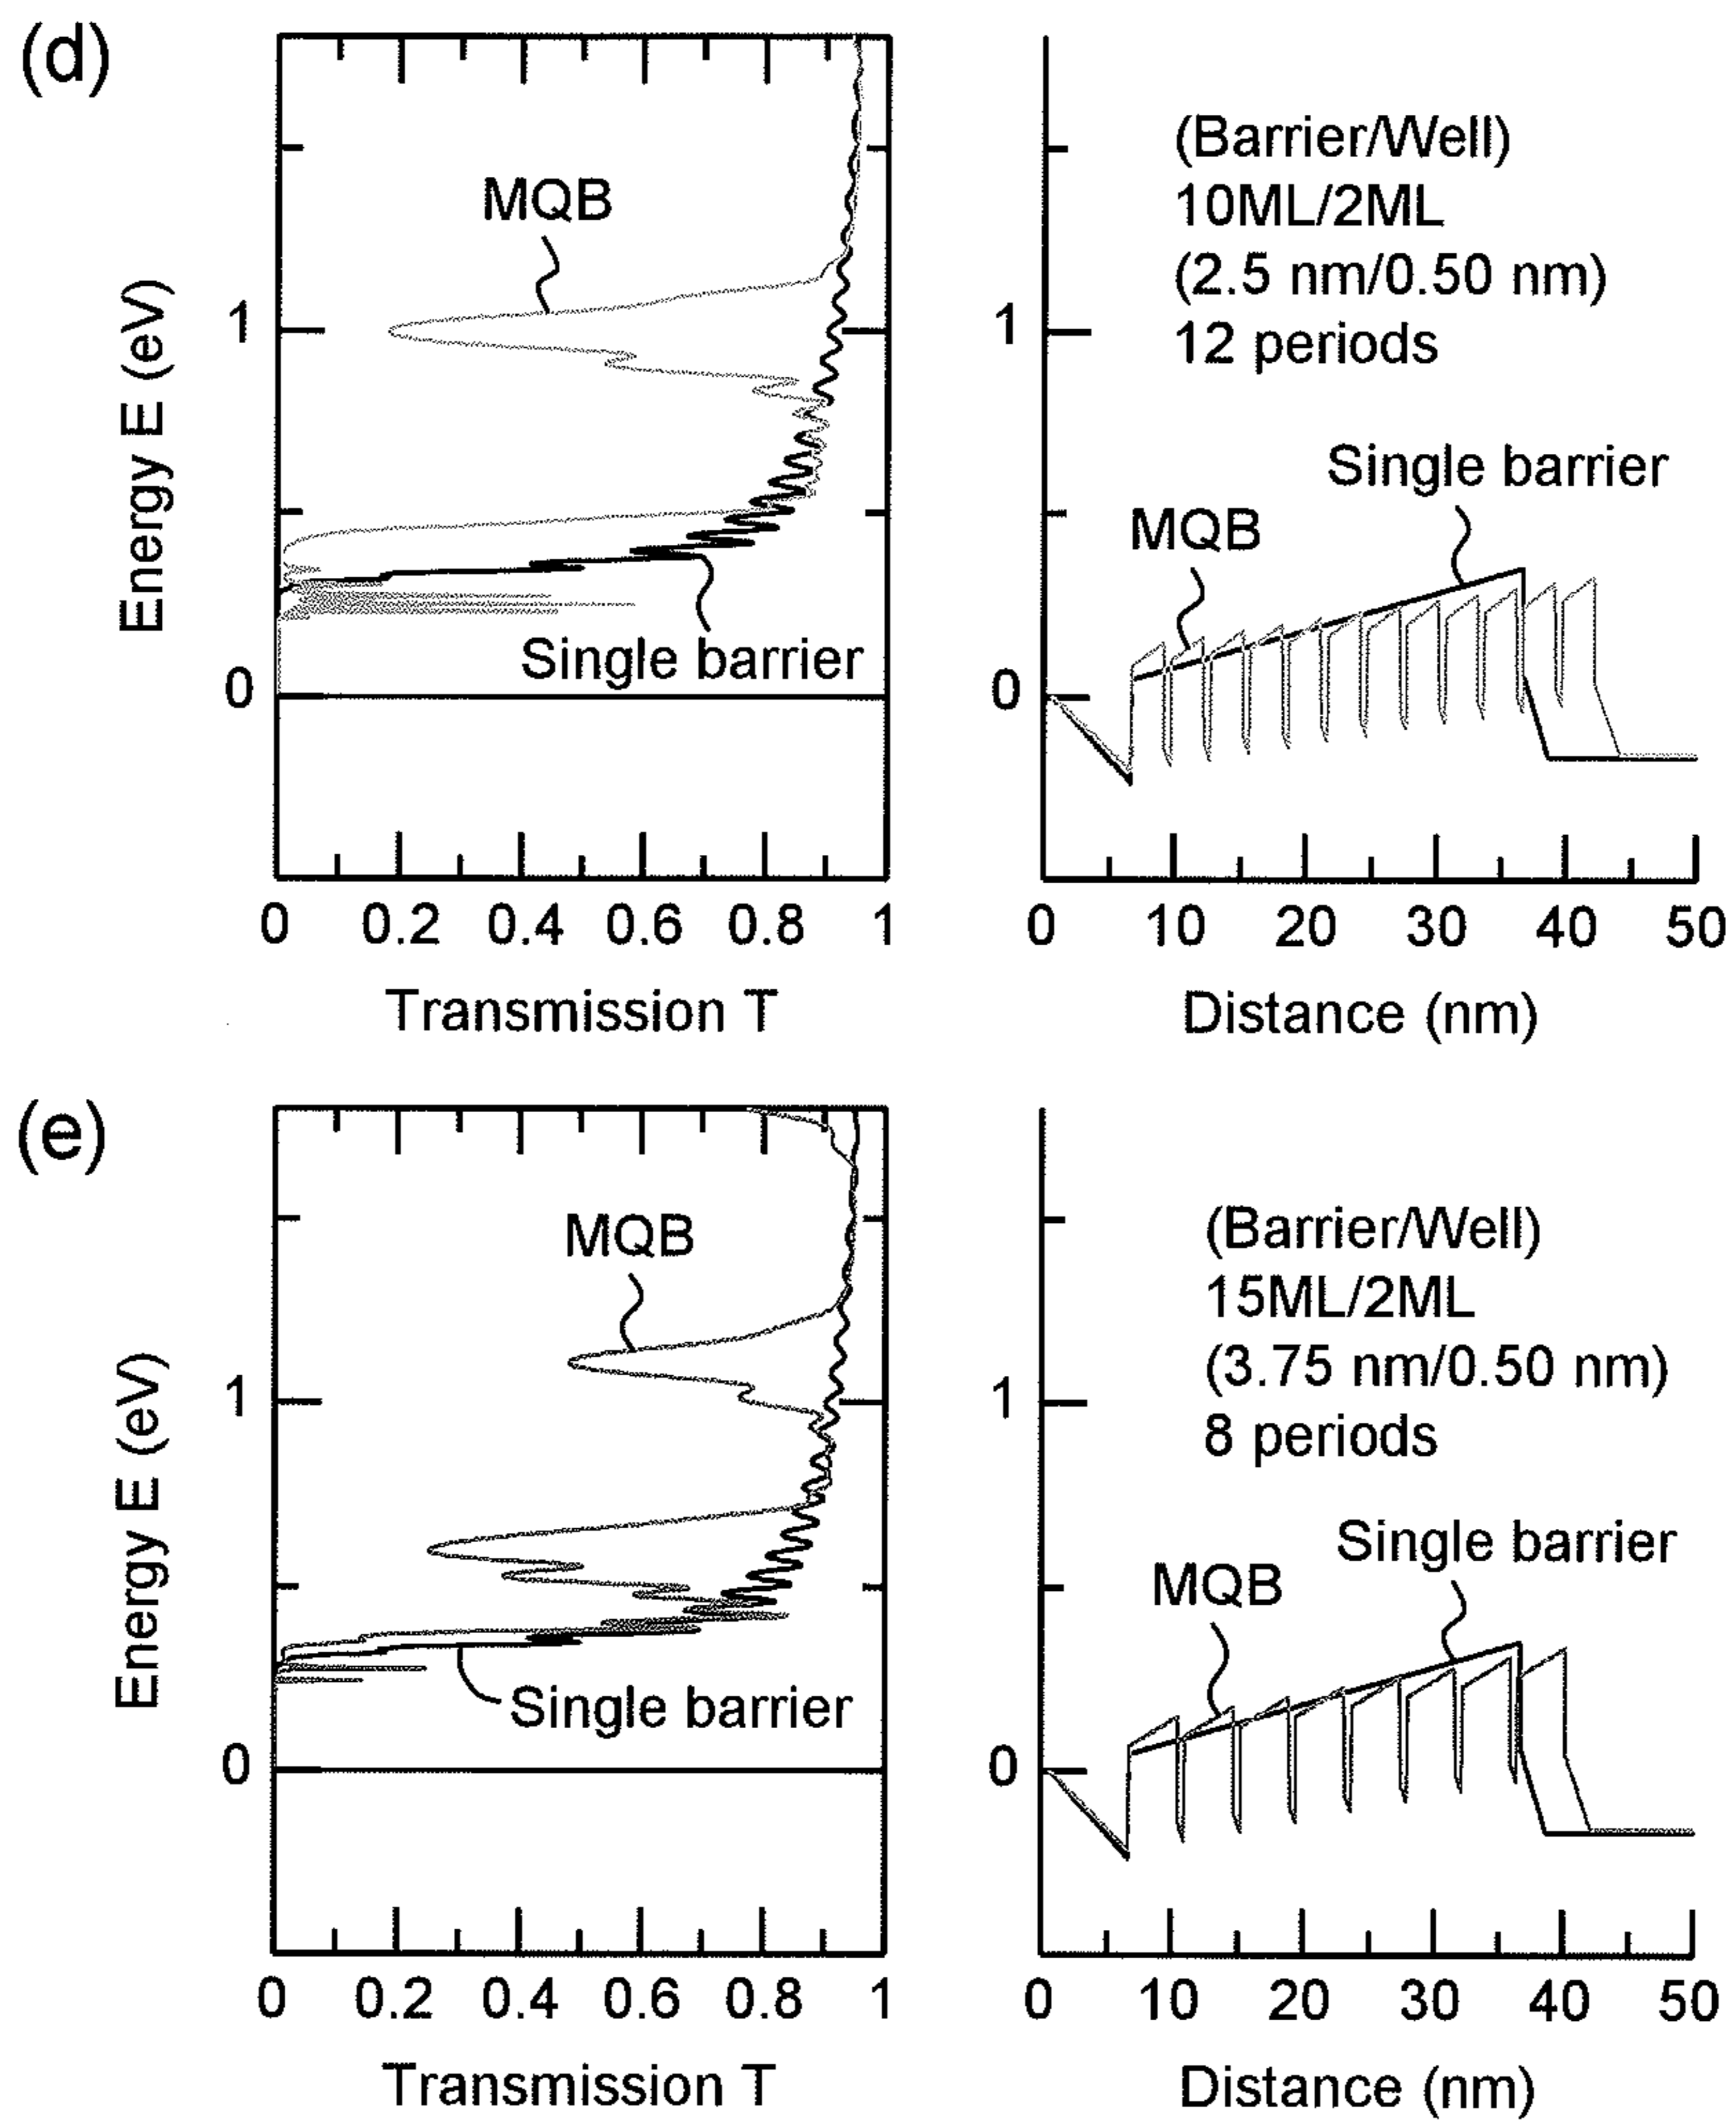 (d)
MQB
Single barrier
1
0
Energy E (eV)
0 0.2 0.4 0.6 0.8 1
Transmission T
(Barrier/Well)
10ML/2ML
(2.5 nm/0.50 nm)
12 periods
Single barrier
MQB
1
0
0 10 20 30 40 50
Distance (nm)
(e)
MQB
Single barrier
1
0
Energy E (eV)
0 0.2 0.4 0.6 0.8 1
Transmission T
(Barrier/Well)
15ML/2ML
(3.75 nm/0.50 nm)
8 periods
Single barrier
MQB
1
0
0 10 20 30 40 50
Distance (nm)